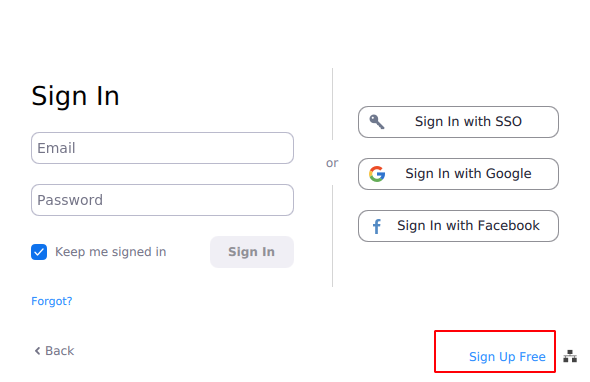 Sign In
Email
Password
Keep me signed in
Sign In
Forgot?
Back
or
Sign In with SSO
Sign In with Google
Sign In with Facebook
Sign Up Free